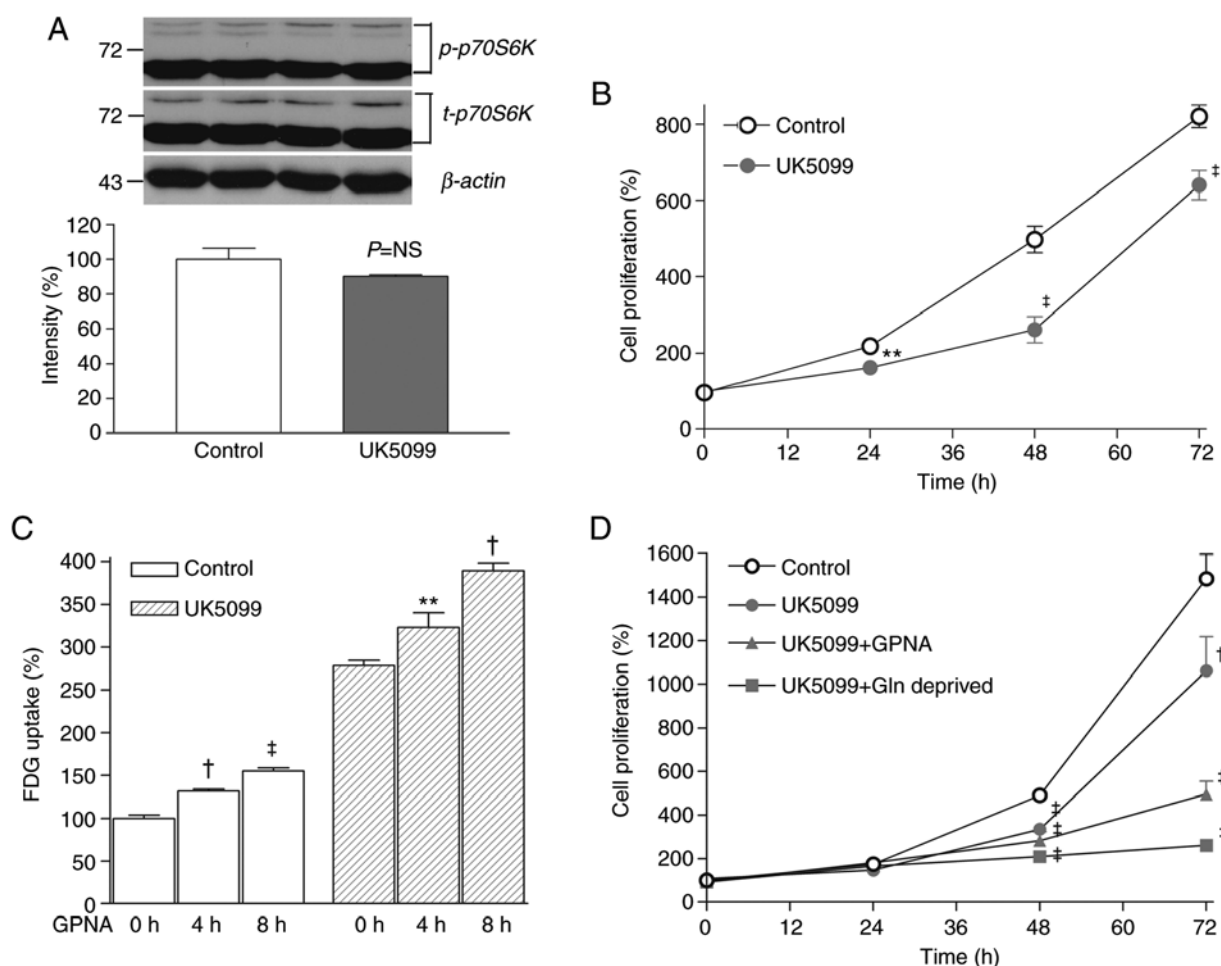 A
72
p-p70S6K
72
t-p70S6K
43
β-actin
120
100
80
60
40
20
0
Intensity (%)
P=NS
Control
UK5099
B
Control
UK5099
800
600
400
200
0
Cell proliferation (%)
**
‡
‡
0 12 24 36 48 60 72
Time (h)
C
Control
UK5099
400
350
300
250
200
150
100
50
0
FDG uptake (%)
†
‡
**
†
GPNA 0 h 4 h 8 h 0 h 4 h 8 h
D
Control
UK5099
UK5099+GPNA
UK5099+Gln deprived
1600
1400
1200
1000
800
600
400
200
0
Cell proliferation (%)
‡
‡
‡
†
0 12 24 36 48 60 72
Time (h)